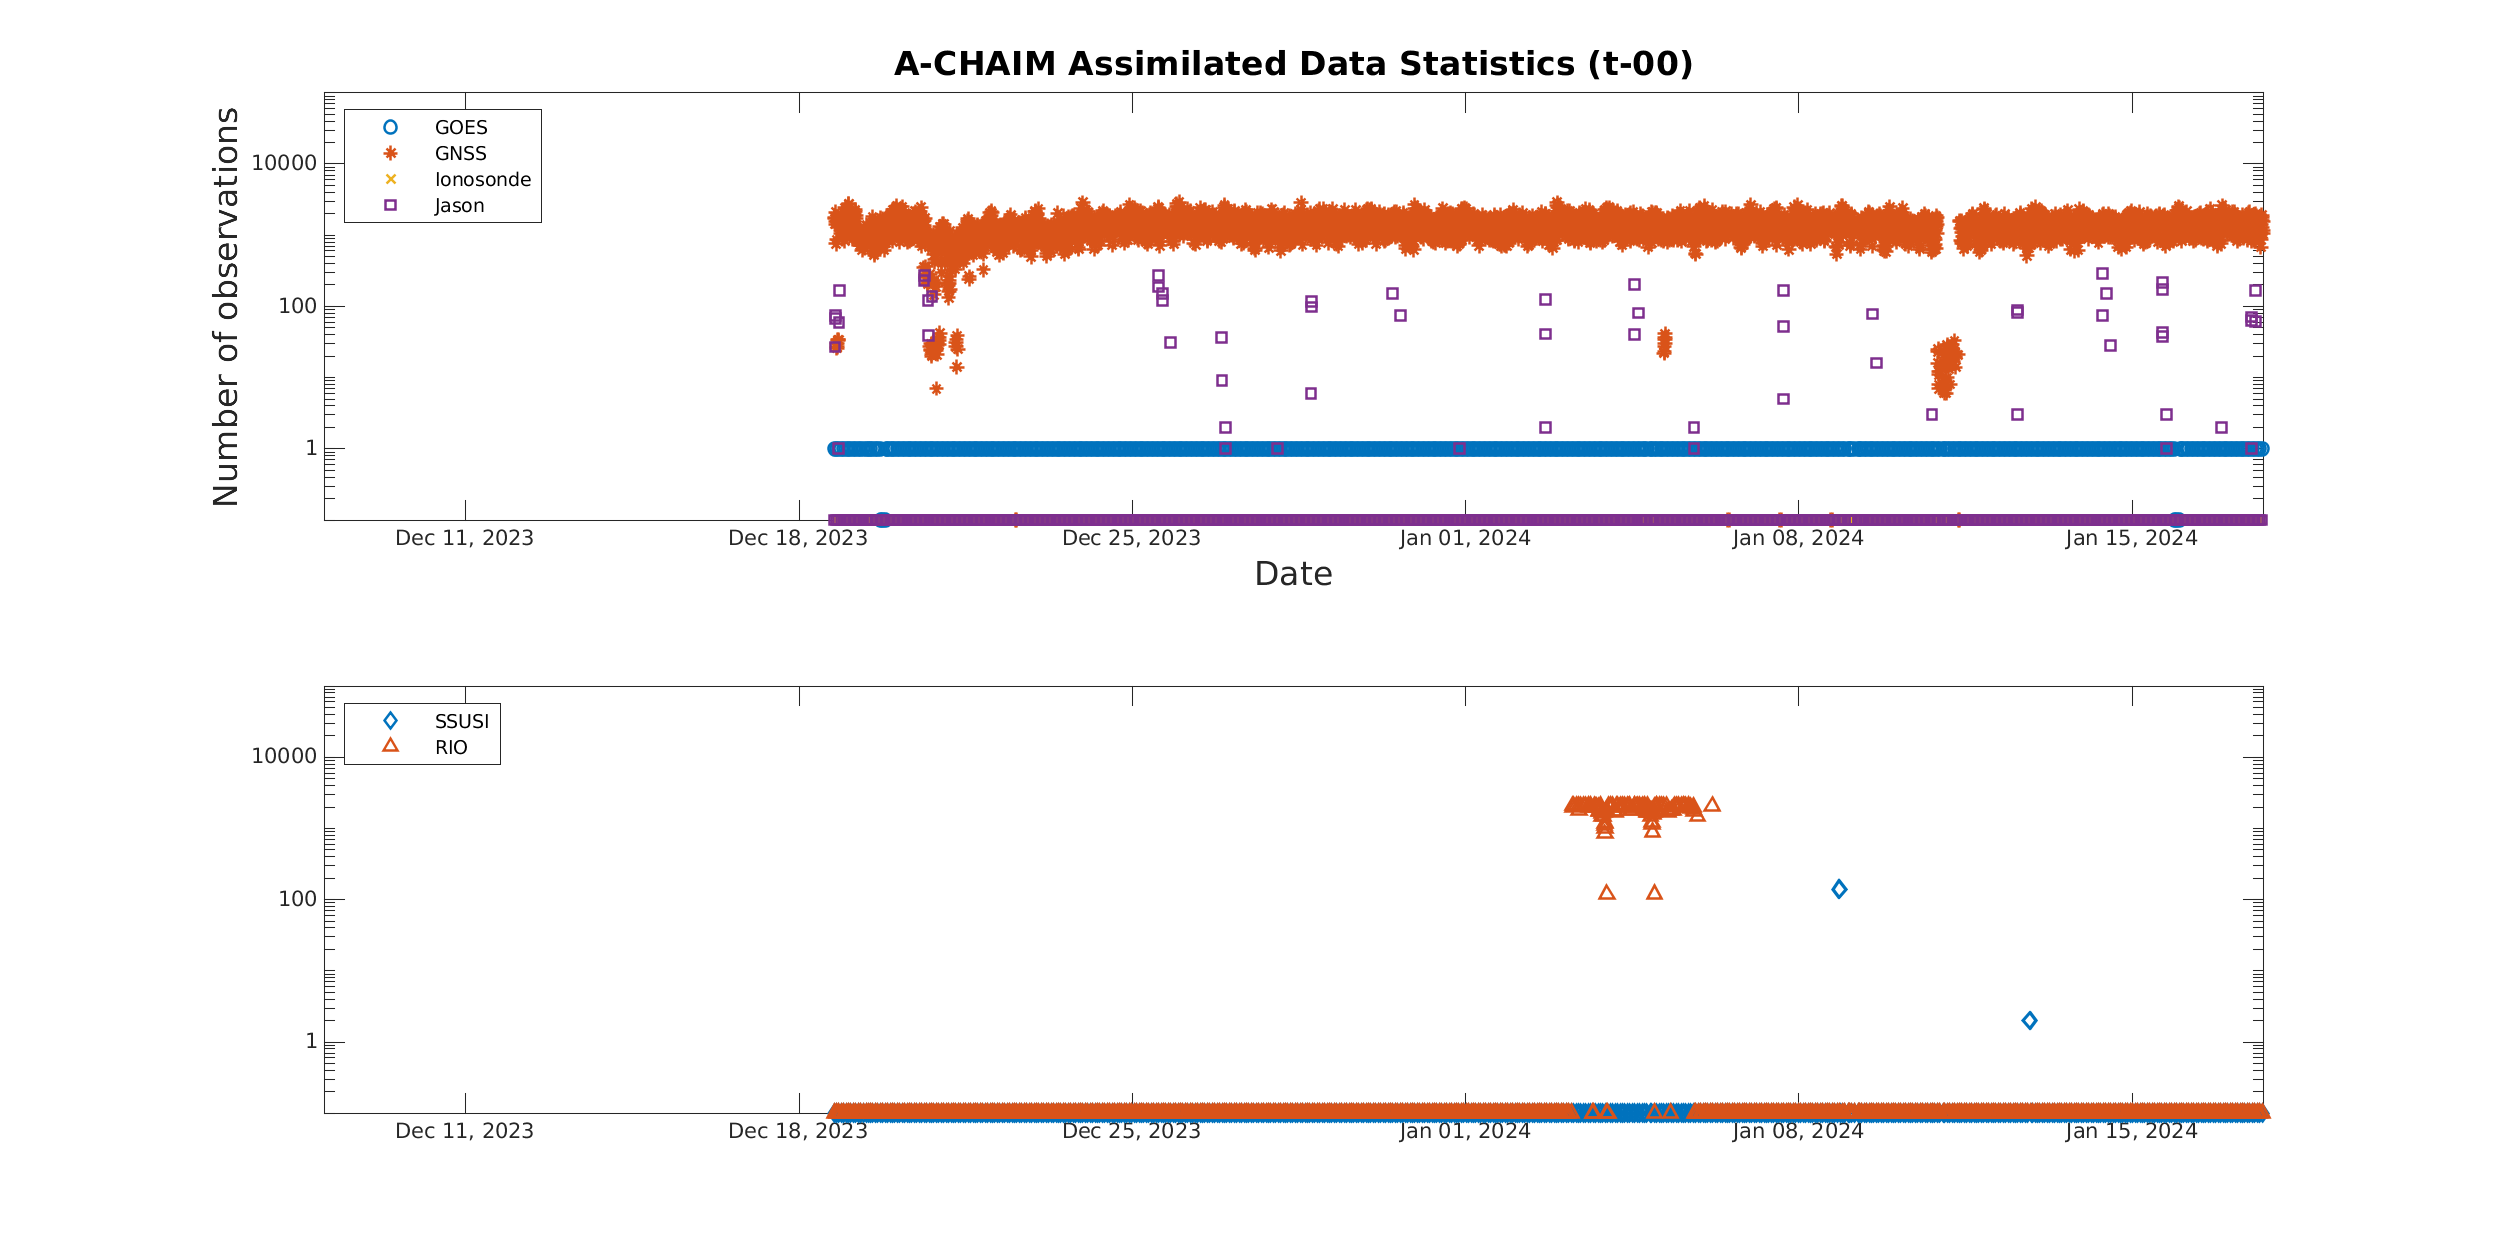 A-CHAIM Assimilated Data Statistics (t-00)
Number of observations
10000
100
1
GOES
GNSS
Ionosonde
Jason
Dec 11, 2023
Dec 18, 2023
Dec 25, 2023
Jan 01, 2024
Jan 08, 2024
Jan 15, 2024
Date
10000
100
1
SSUSI
RIO
Dec 11, 2023
Dec 18, 2023
Dec 25, 2023
Jan 01, 2024
Jan 08, 2024
Jan 15, 2024